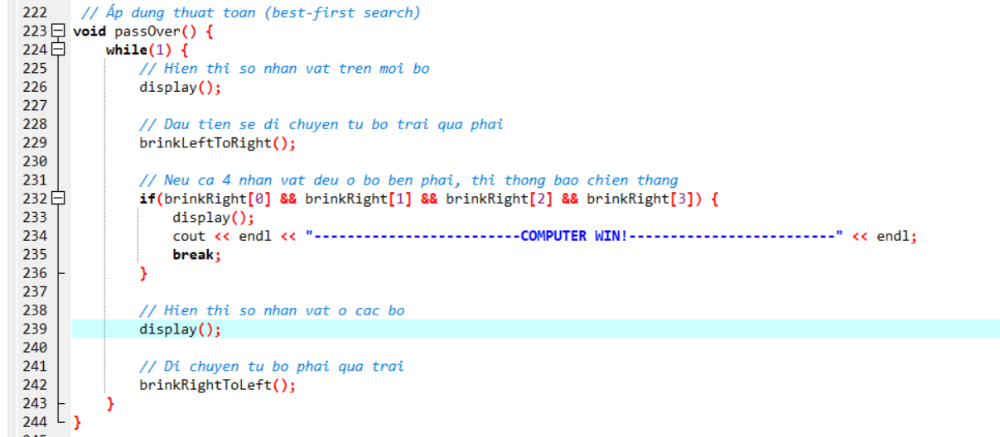 222 // Áp dung thuat toan (best-first search)
223 void passOver() {
224 while(1) {
225 // Hien thi so nhan vat tren moi bo
226 display();
227
228 // Dau tien se di chuyen tu bo trai qua phai
229 brinkLeftToRight();
230
231 // Neu ca 4 nhan vat deu o bo ben phai, thi thong bao chien thang
232 if(brinkRight[0] && brinkRight[1] && brinkRight[2] && brinkRight[3]) {
233 display();
234 cout << endl << "-------------------------COMPUTER WIN!-------------------------" << endl;
235 break;
236 }
237
238 // Hien thi so nhan vat o cac bo
239 display();
240
241 // Di chuyen tu bo phai qua trai
242 brinkRightToLeft();
243 }
244 }